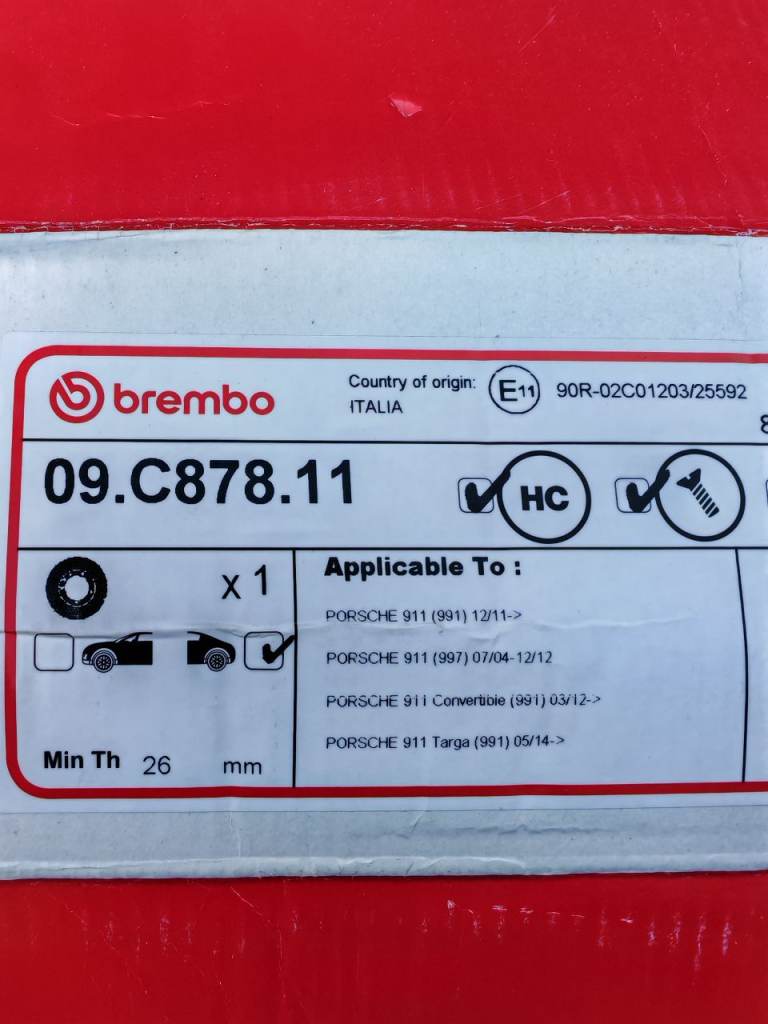 brembo
Country of origin:
ITALIA
E11
90R-02C01203/25592
09.C878.11
HC
x 1
Applicable To :
PORSCHE 911 (991) 12/11->
PORSCHE 911 (997) 07/04-12/12
PORSCHE 911 Convertible (991) 03/12->
PORSCHE 911 Targa (991) 05/14->
Min Th 26 mm